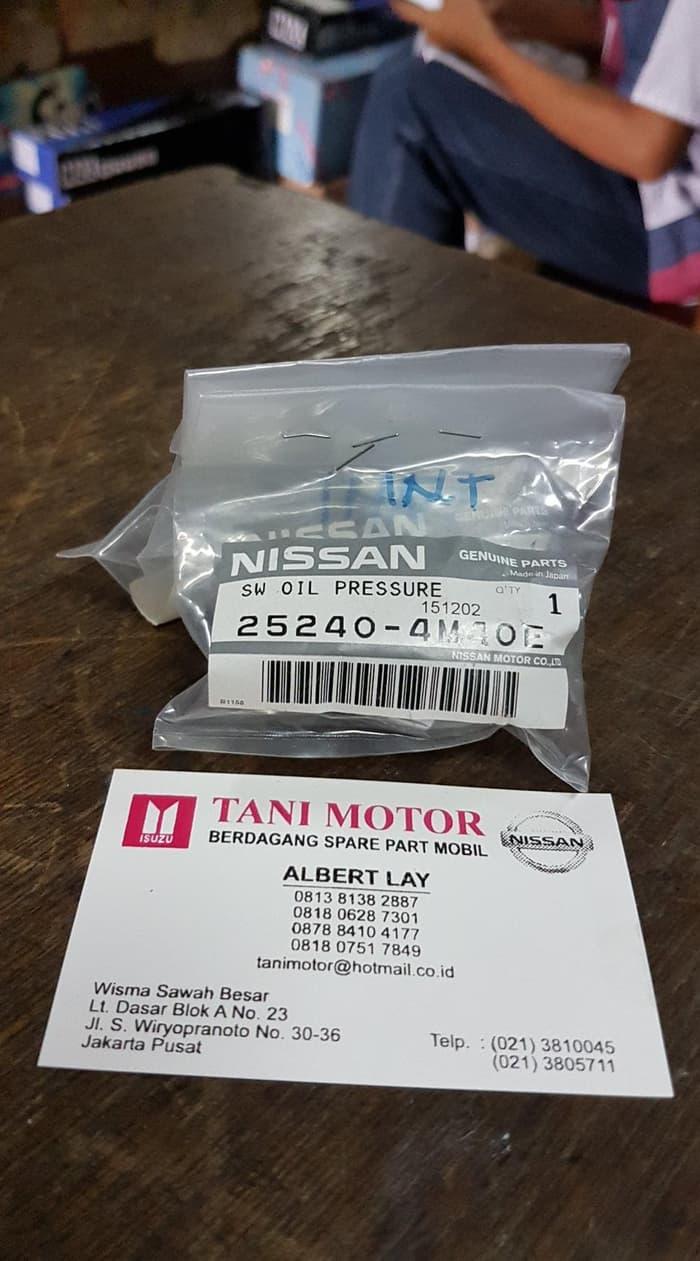 INT
NISSAN
GENUINE PARTS
Made in Japan
SW OIL PRESSURE
Q'TY
1
151202
25240-4M40E
NISSAN MOTOR CO.,LTD
ISUZU
TANI MOTOR
BERDAGANG SPARE PART MOBIL
NISSAN
ALBERT LAY
0813 8138 2887
0818 0628 7301
0878 8410 4177
0818 0751 7849
tanimotor@hotmail.co.id
Wisma Sawah Besar
Lt. Dasar Blok A No. 23
Jl. S. Wiryopranoto No. 30-36
Jakarta Pusat
Telp. : (021) 3810045
(021) 3805711